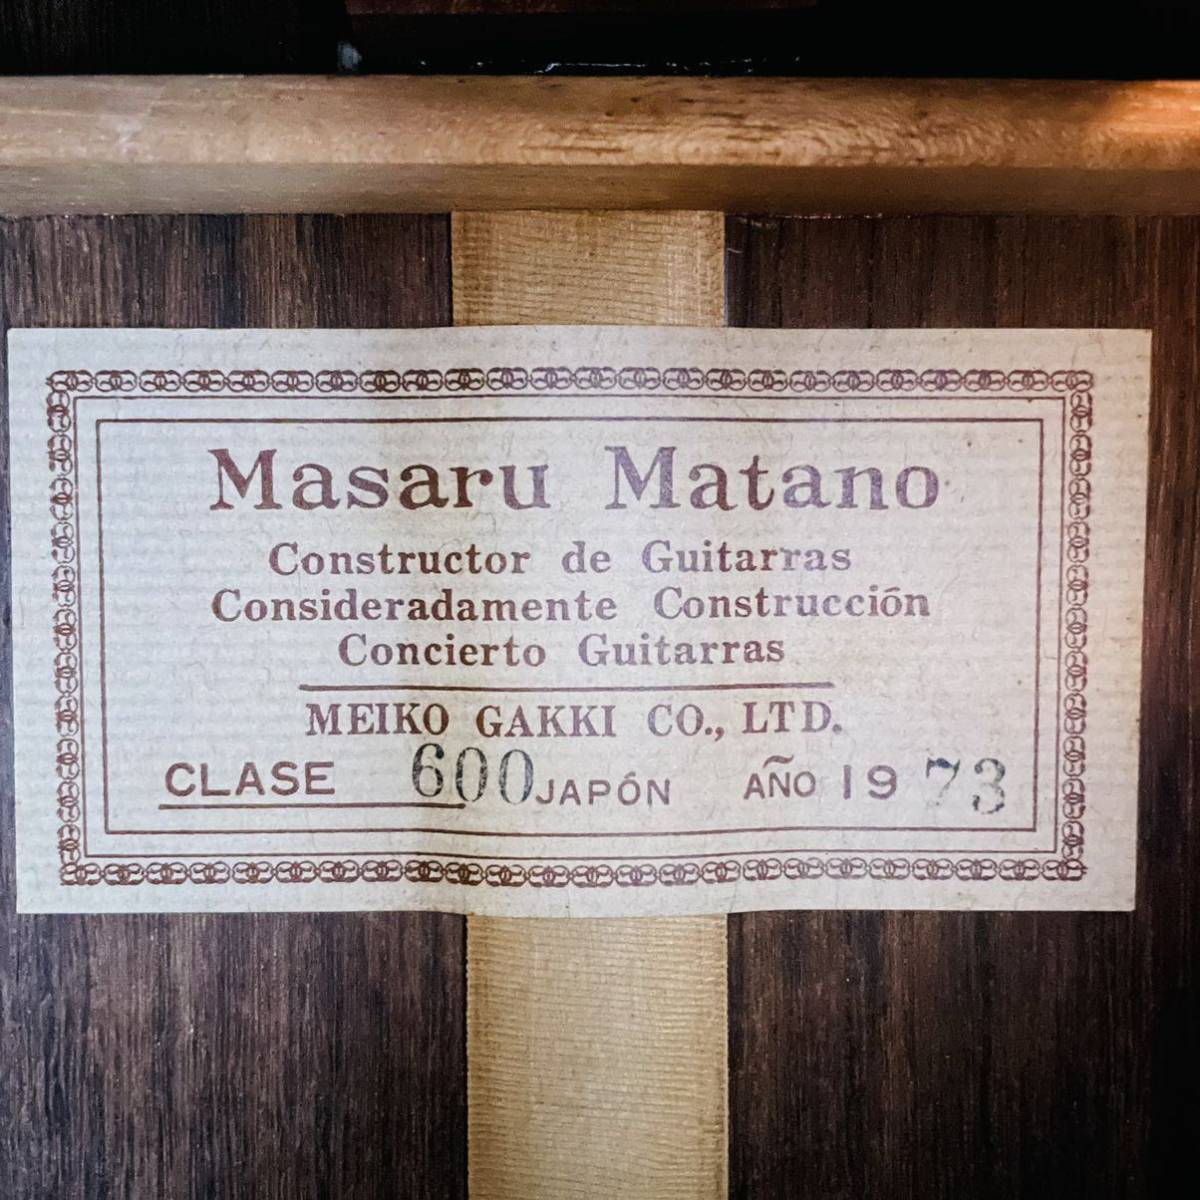 Masaru Matano
Constructor de Guitarras
Consideradamente Construcción
Concierto Guitarras
MEIKO GAKKI CO., LTD.
CLASE 600 JAPÓN AÑO 1973